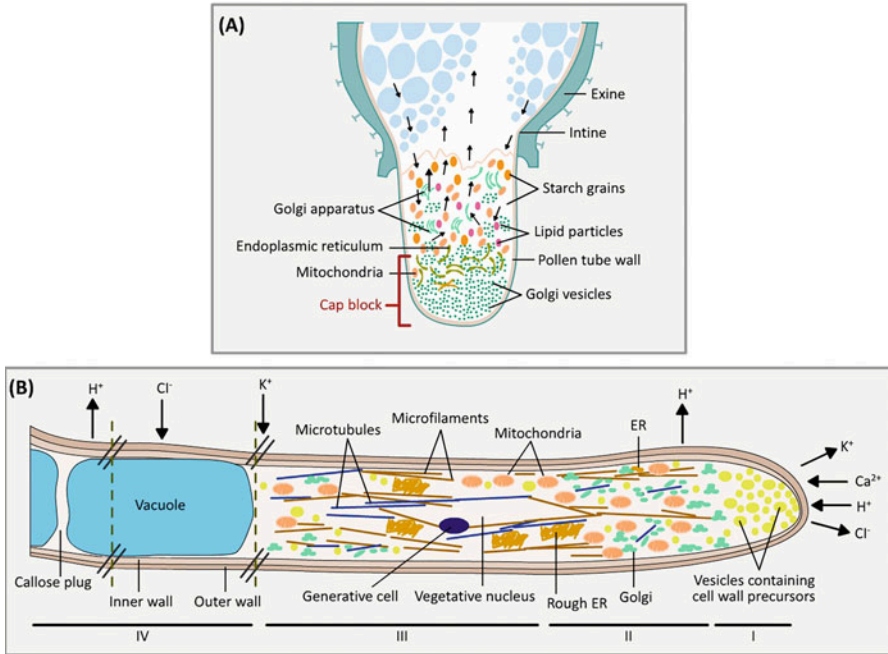 (A)
Exine
Intine
Starch grains
Golgi apparatus
Lipid particles
Endoplasmic reticulum
Pollen tube wall
Mitochondria
Golgi vesicles
Cap block
(B)
H⁺
Cl⁻
K⁺
H⁺
Microtubules
Microfilaments
Mitochondria
ER
K⁺
Ca²⁺
H⁺
Cl⁻
Vacuole
Callose plug
Inner wall
Outer wall
Generative cell
Vegetative nucleus
Rough ER
Golgi
Vesicles containing
cell wall precursors
IV
III
II
I